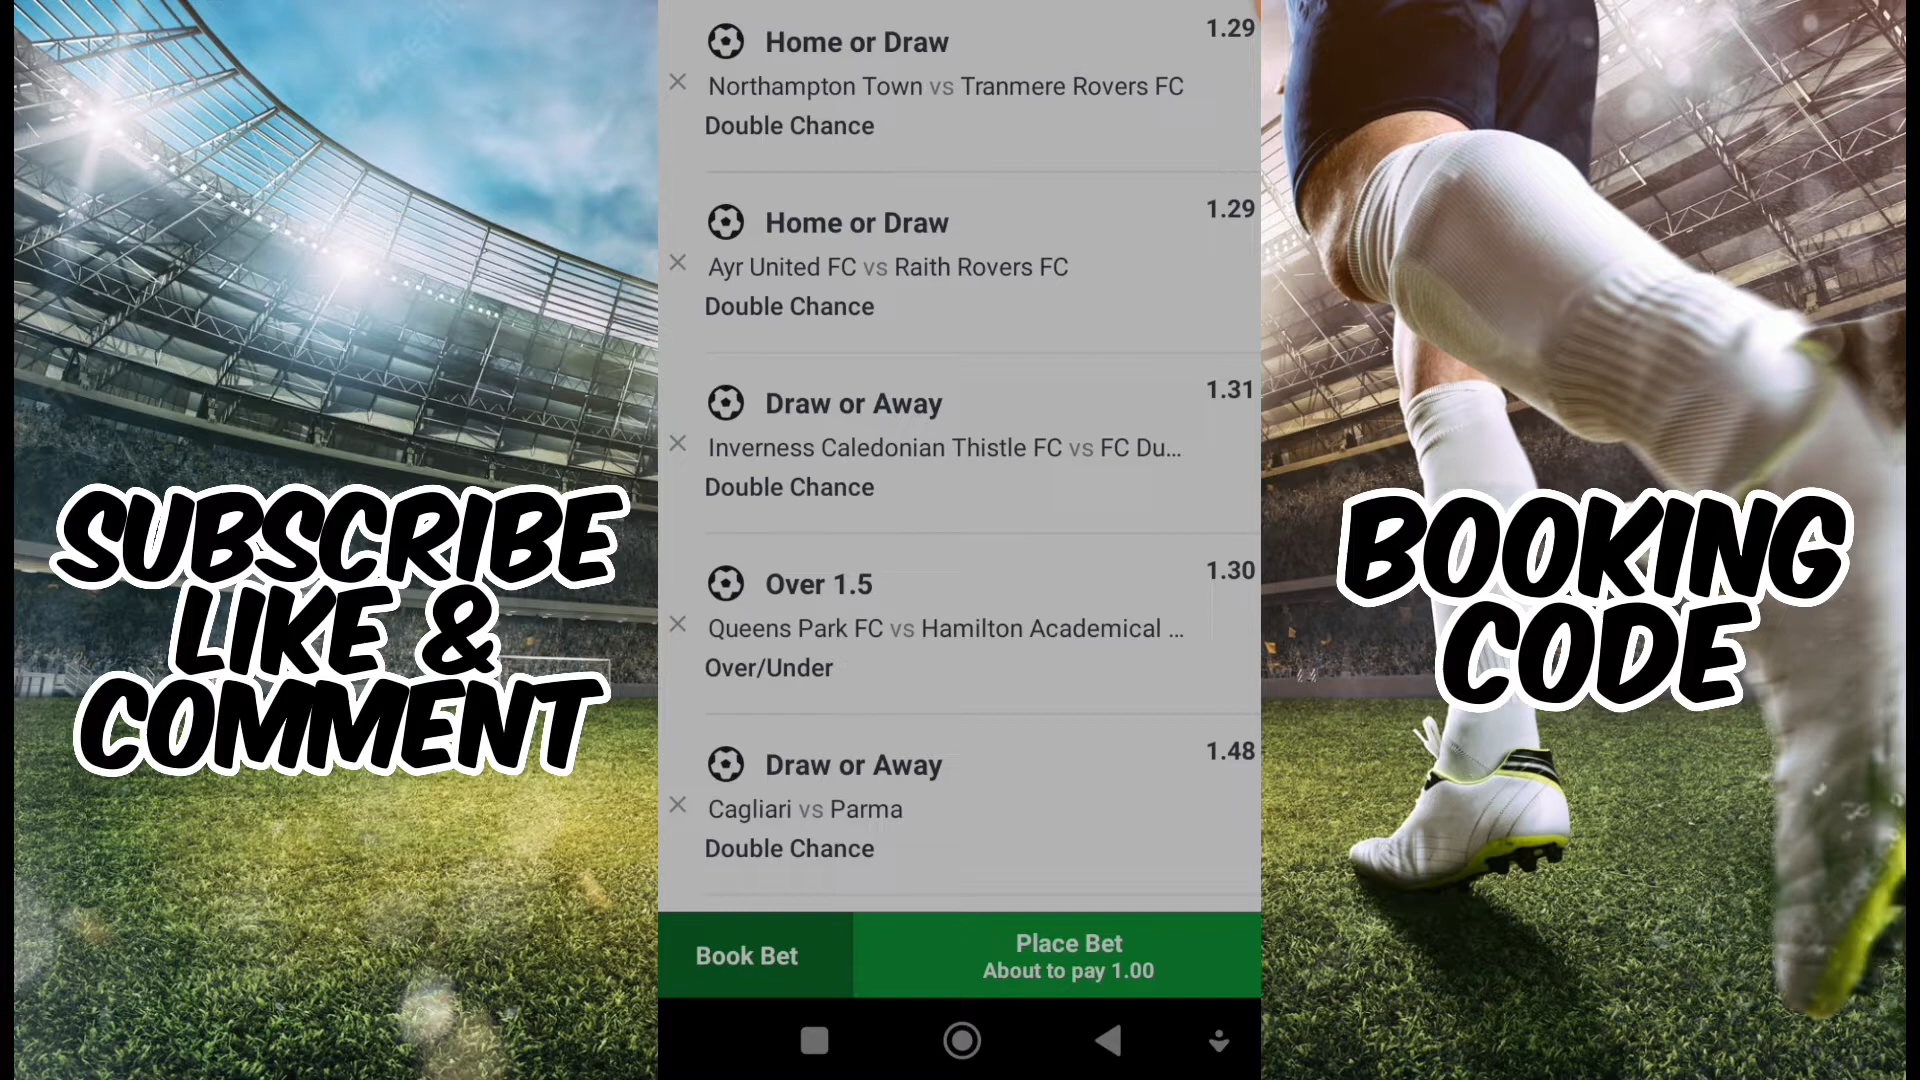 SUBSCRIBE
LIKE &
COMMENT
Home or Draw
1.29
Northampton Town vs Tranmere Rovers FC
Double Chance
Home or Draw
1.29
Ayr United FC vs Raith Rovers FC
Double Chance
Draw or Away
1.31
Inverness Caledonian Thistle FC vs FC Du...
Double Chance
Over 1.5
1.30
Queens Park FC vs Hamilton Academical ...
Over/Under
Draw or Away
1.48
Cagliari vs Parma
Double Chance
Book Bet
Place Bet
About to pay 1.00
BOOKING
CODE